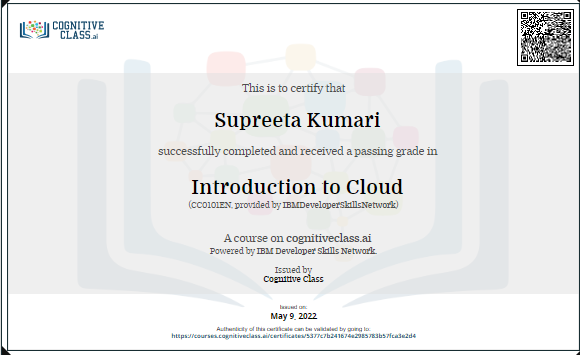 COGNITIVE
CLASS.ai
This is to certify that
Supreeta Kumari
successfully completed and received a passing grade in
Introduction to Cloud
(CC0101EN, provided by IBMDeveloperSkillsNetwork)
A course on cognitiveclass.ai
Powered by IBM Developer Skills Network.
Issued by
Cognitive Class
Issued on:
May 9, 2022
Authenticity of this certificate can be validated by going to:
https://courses.cognitiveclass.ai/certificates/5377c7b241674e2985783b57fca3e2d4